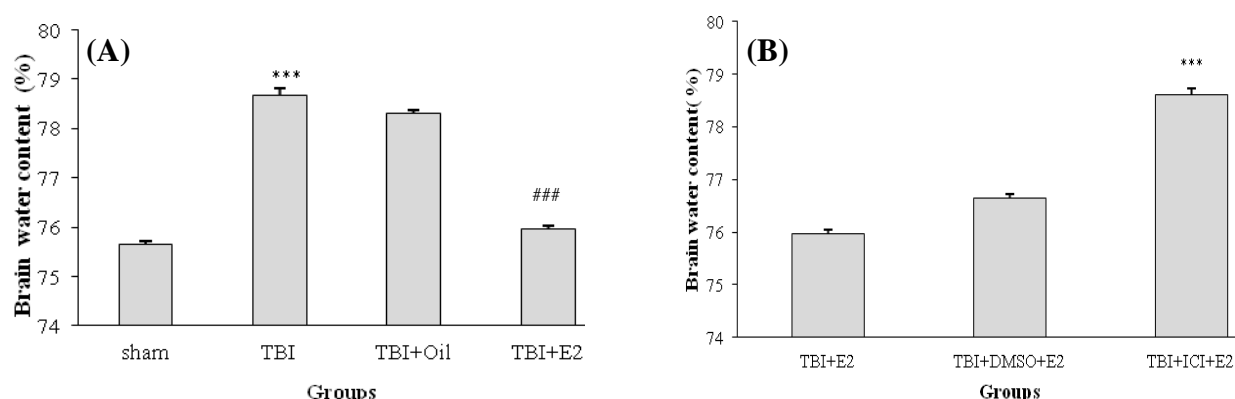 (A)
Brain water content (%)
80
79
78
77
76
75
74
***
###
sham TBI TBI+Oil TBI+E2
Groups
(B)
Brain water content( %)
80
79
78
77
76
75
74
***
TBI+E2 TBI+DMSO+E2 TBI+ICI+E2
Groups